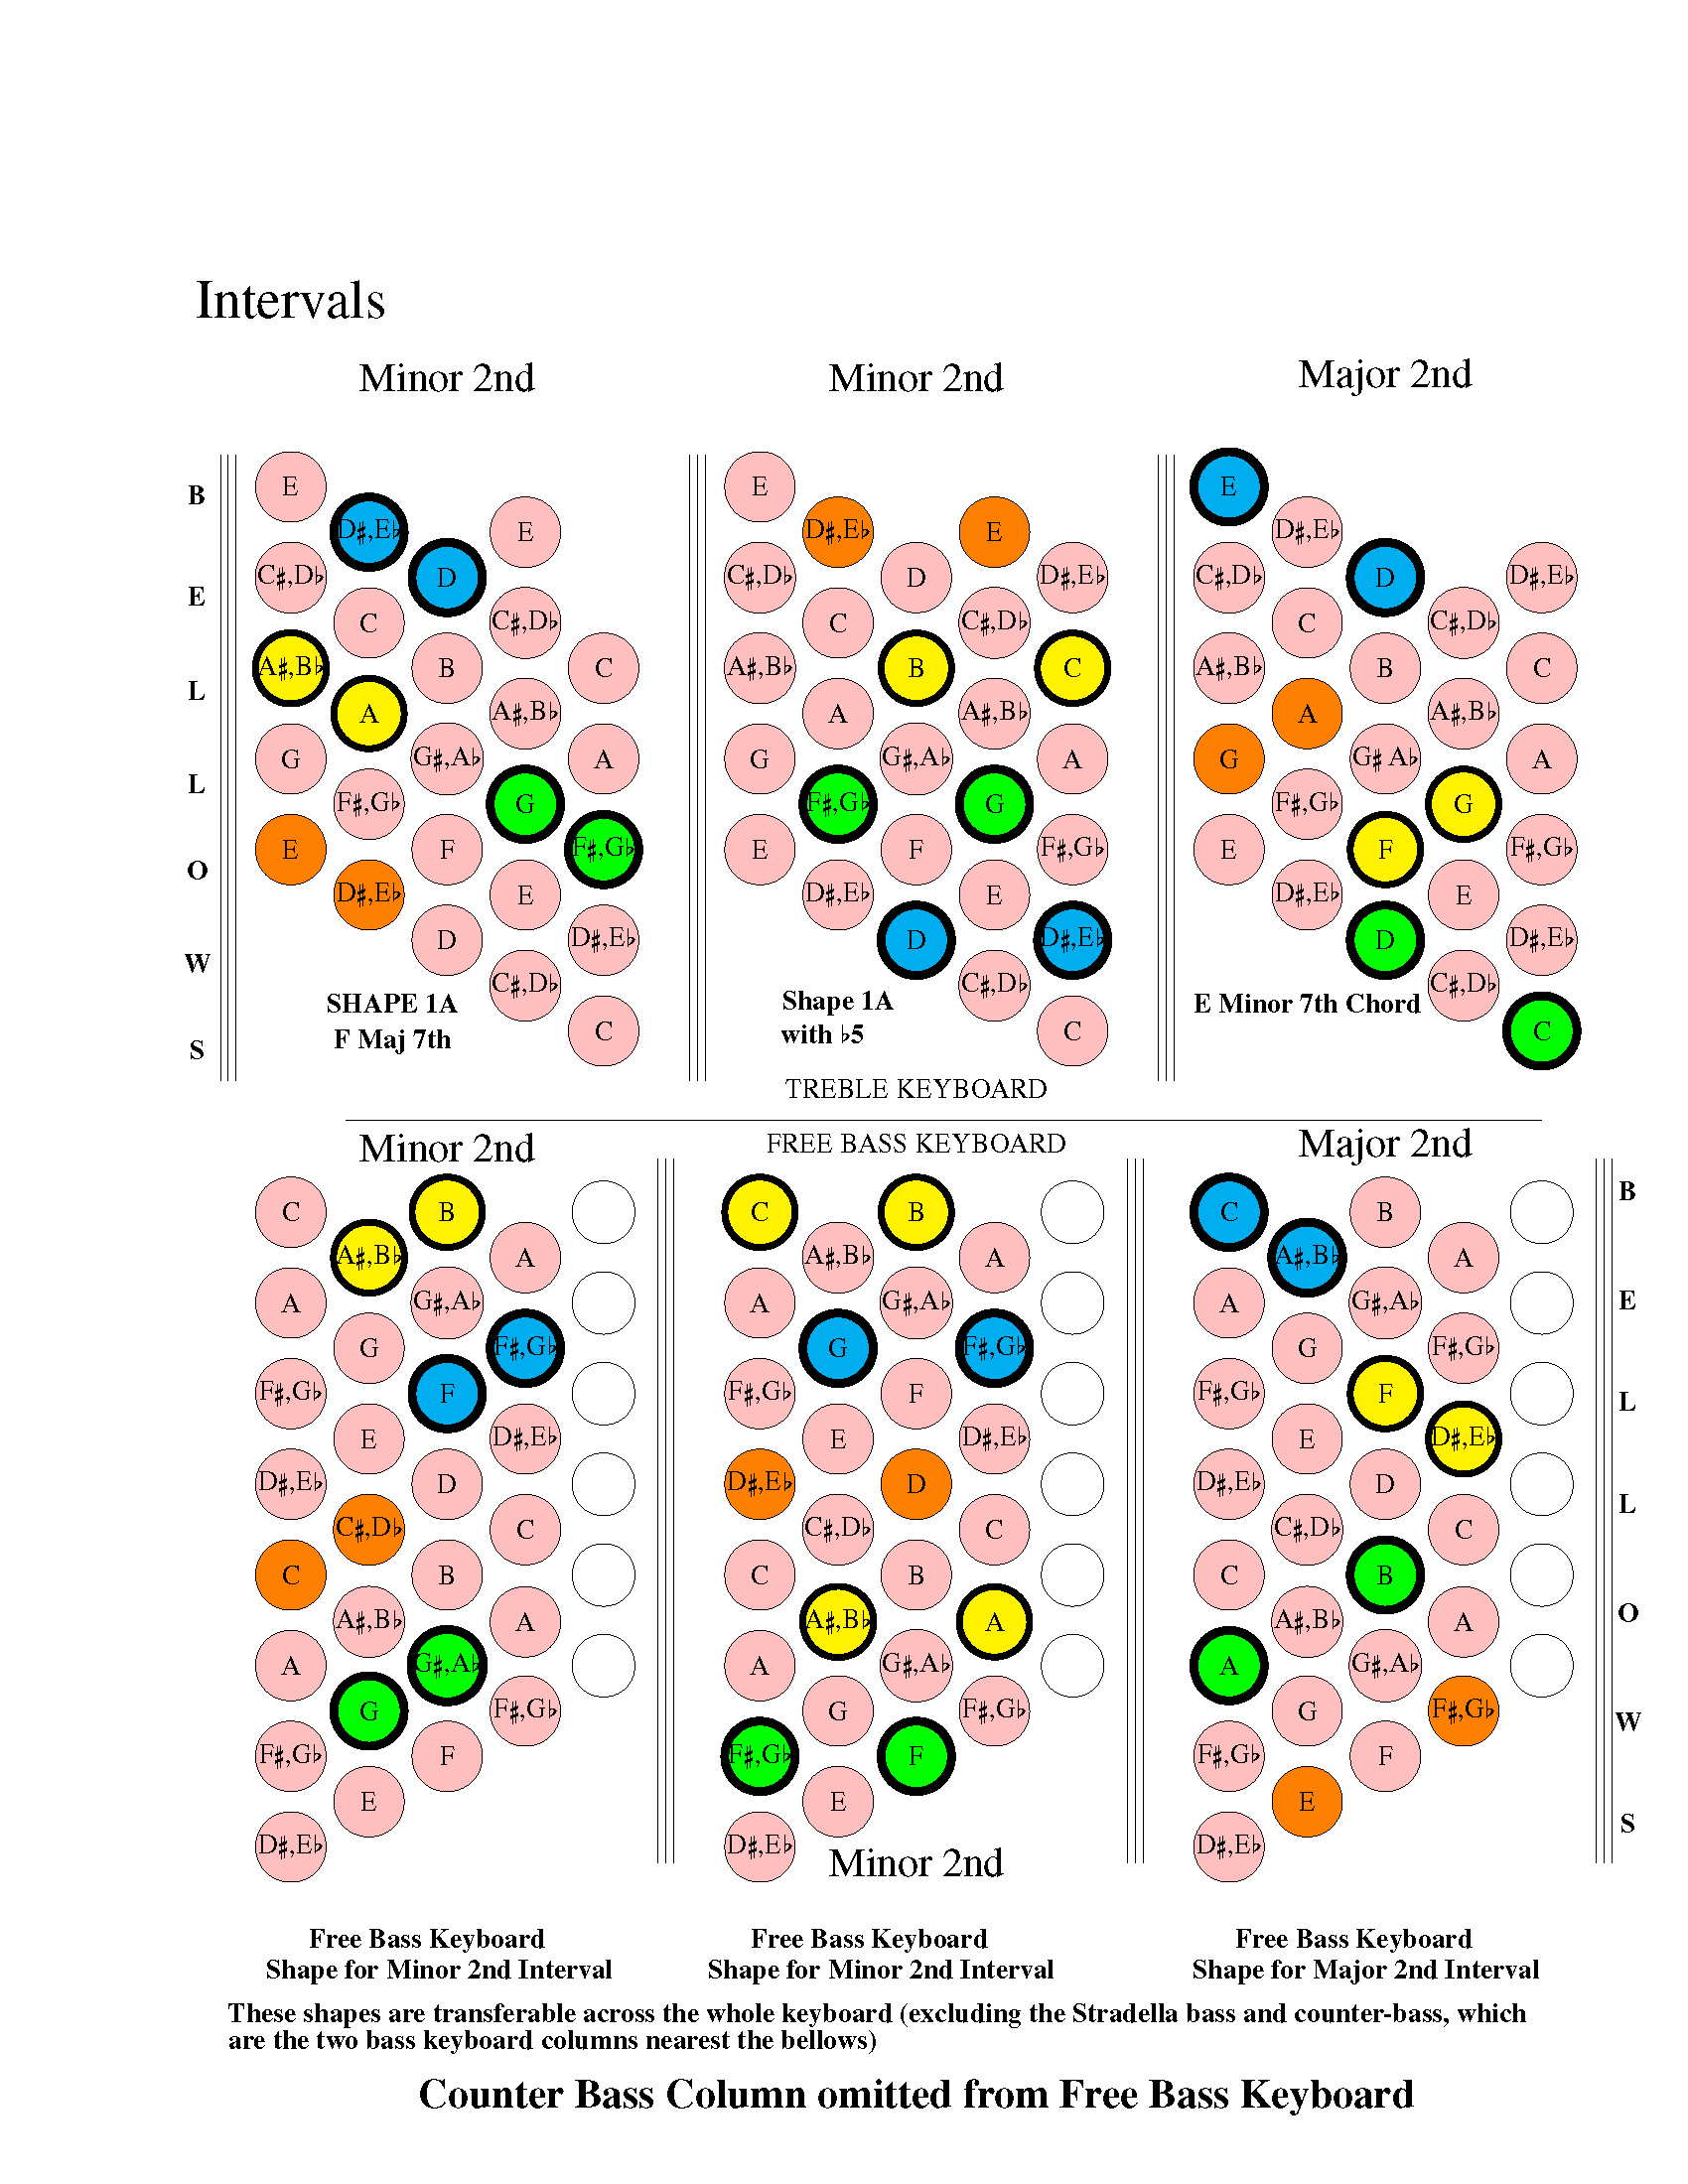 Intervals
Minor 2nd Minor 2nd Major 2nd
E E E
B
D♯,E♭ E D♯,E♭ E D♯,E♭
C♯,D♭ D C♯,D♭ D D♯,E♭ C♯,D♭ D D♯,E♭
E
C C♯,D♭ C C♯,D♭ C C♯,D♭
A♯,B♭ B C A♯,B♭ B C A♯,B♭ B C
L
A A♯,B♭ A A♯,B♭ A A♯,B♭
G G♯,A♭ A G G♯,A♭ A G G♯ A♭ A
L
F♯,G♭ G F♯,G♭ G F♯,G♭ G
E F F♯,G♭ E F F♯,G♭ E F F♯,G♭
O
D♯,E♭ E D♯,E♭ E D♯,E♭ E
D D♯,E♭ D D♯,E♭ D D♯,E♭
W
C♯,D♭ C♯,D♭ C♯,D♭
SHAPE 1A Shape 1A E Minor 7th Chord
C C C
F Maj 7th with ♭5
S
TREBLE KEYBOARD
Minor 2nd FREE BASS KEYBOARD Major 2nd
B
C B C B C B
A♯,B♭ A A♯,B♭ A A♯,B♭ A
A G♯,A♭ A G♯,A♭ A G♯,A♭ E
G F♯,G♭ G F♯,G♭ G F♯,G♭
F♯,G♭ F F♯,G♭ F F♯,G♭ F L
E D♯,E♭ E D♯,E♭ E D♯,E♭
D♯,E♭ D D♯,E♭ D D♯,E♭ D L
C♯,D♭ C C♯,D♭ C C♯,D♭ C
C B C B C B
O
A♯,B♭ A A♯,B♭ A A♯,B♭ A
A G♯,A♭ A G♯,A♭ A G♯,A♭
G F♯,G♭ G F♯,G♭ G F♯,G♭ W
F♯,G♭ F F♯,G♭ F F♯,G♭ F
E E E
S
D♯,E♭ D♯,E♭ D♯,E♭
Minor 2nd
Free Bass Keyboard Free Bass Keyboard Free Bass Keyboard
Shape for Minor 2nd Interval Shape for Minor 2nd Interval Shape for Major 2nd Interval
These shapes are transferable across the whole keyboard (excluding the Stradella bass and counter-bass, which
are the two bass keyboard columns nearest the bellows)
Counter Bass Column omitted from Free Bass Keyboard